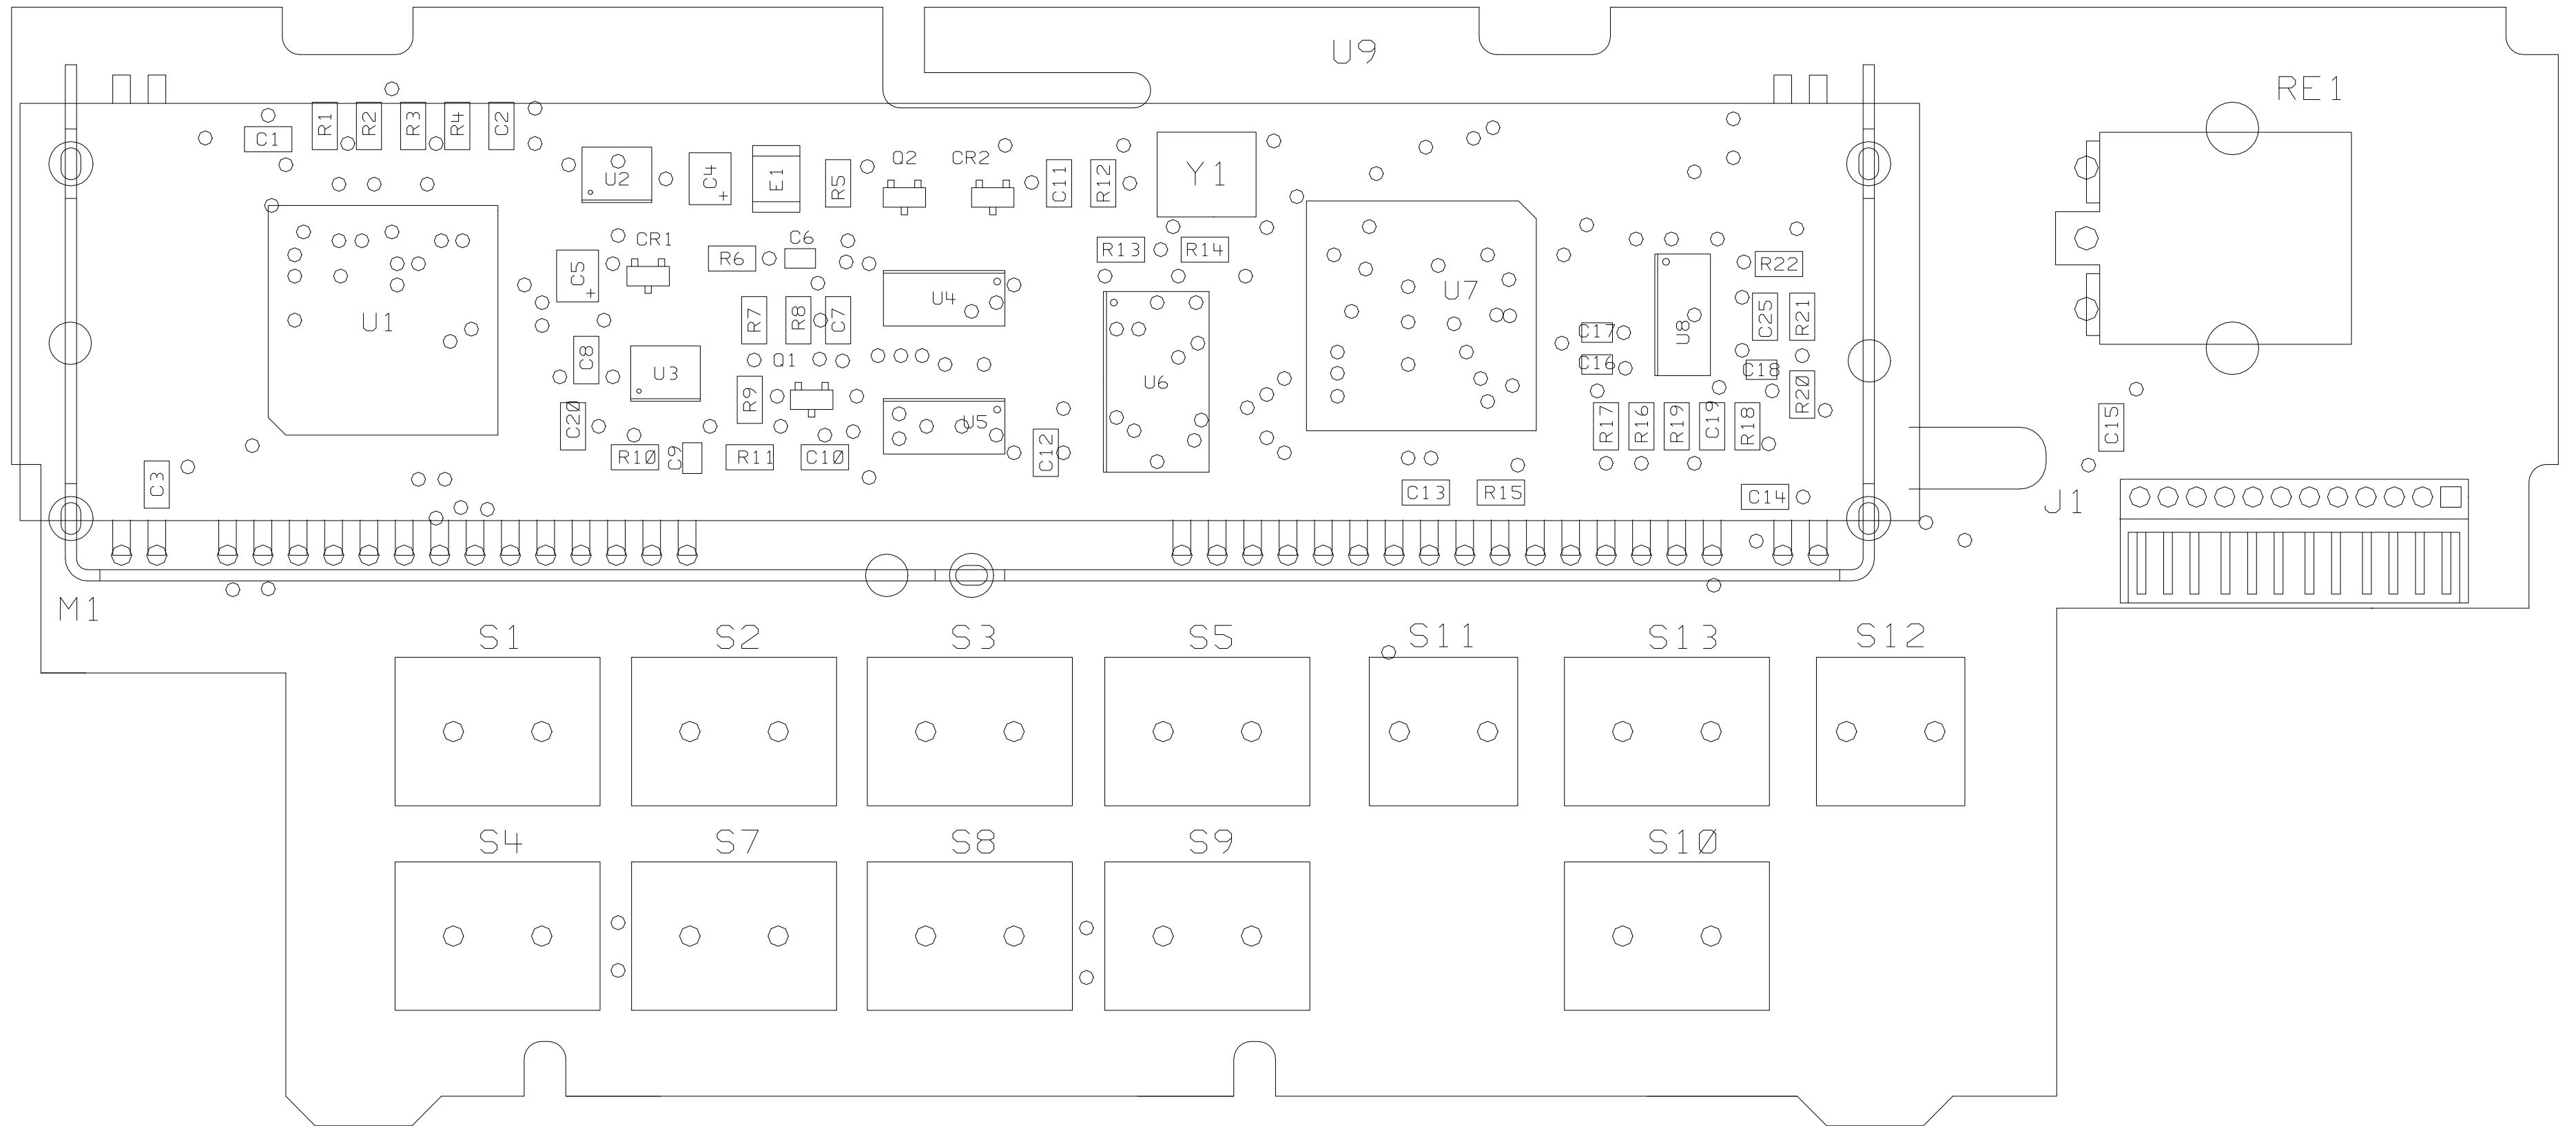 U9
RE1
C1
R1
R2
R3
R4
C2
U2
C4
+
E1
R5
Q2
CR2
C11
R12
Y1
C5
+
CR1
R6
C6
R13
R14
R22
U1
R7
R8
C7
U4
U7
C17
U8
C25
R21
C8
U3
Q1
R9
U6
C16
C18
R20
C20
U5
R17
R16
R19
C19
R18
C15
C3
R10
C9
R11
C10
C12
C13
R15
C14
J1
M1
S1
S2
S3
S5
S11
S13
S12
S4
S7
S8
S9
S10